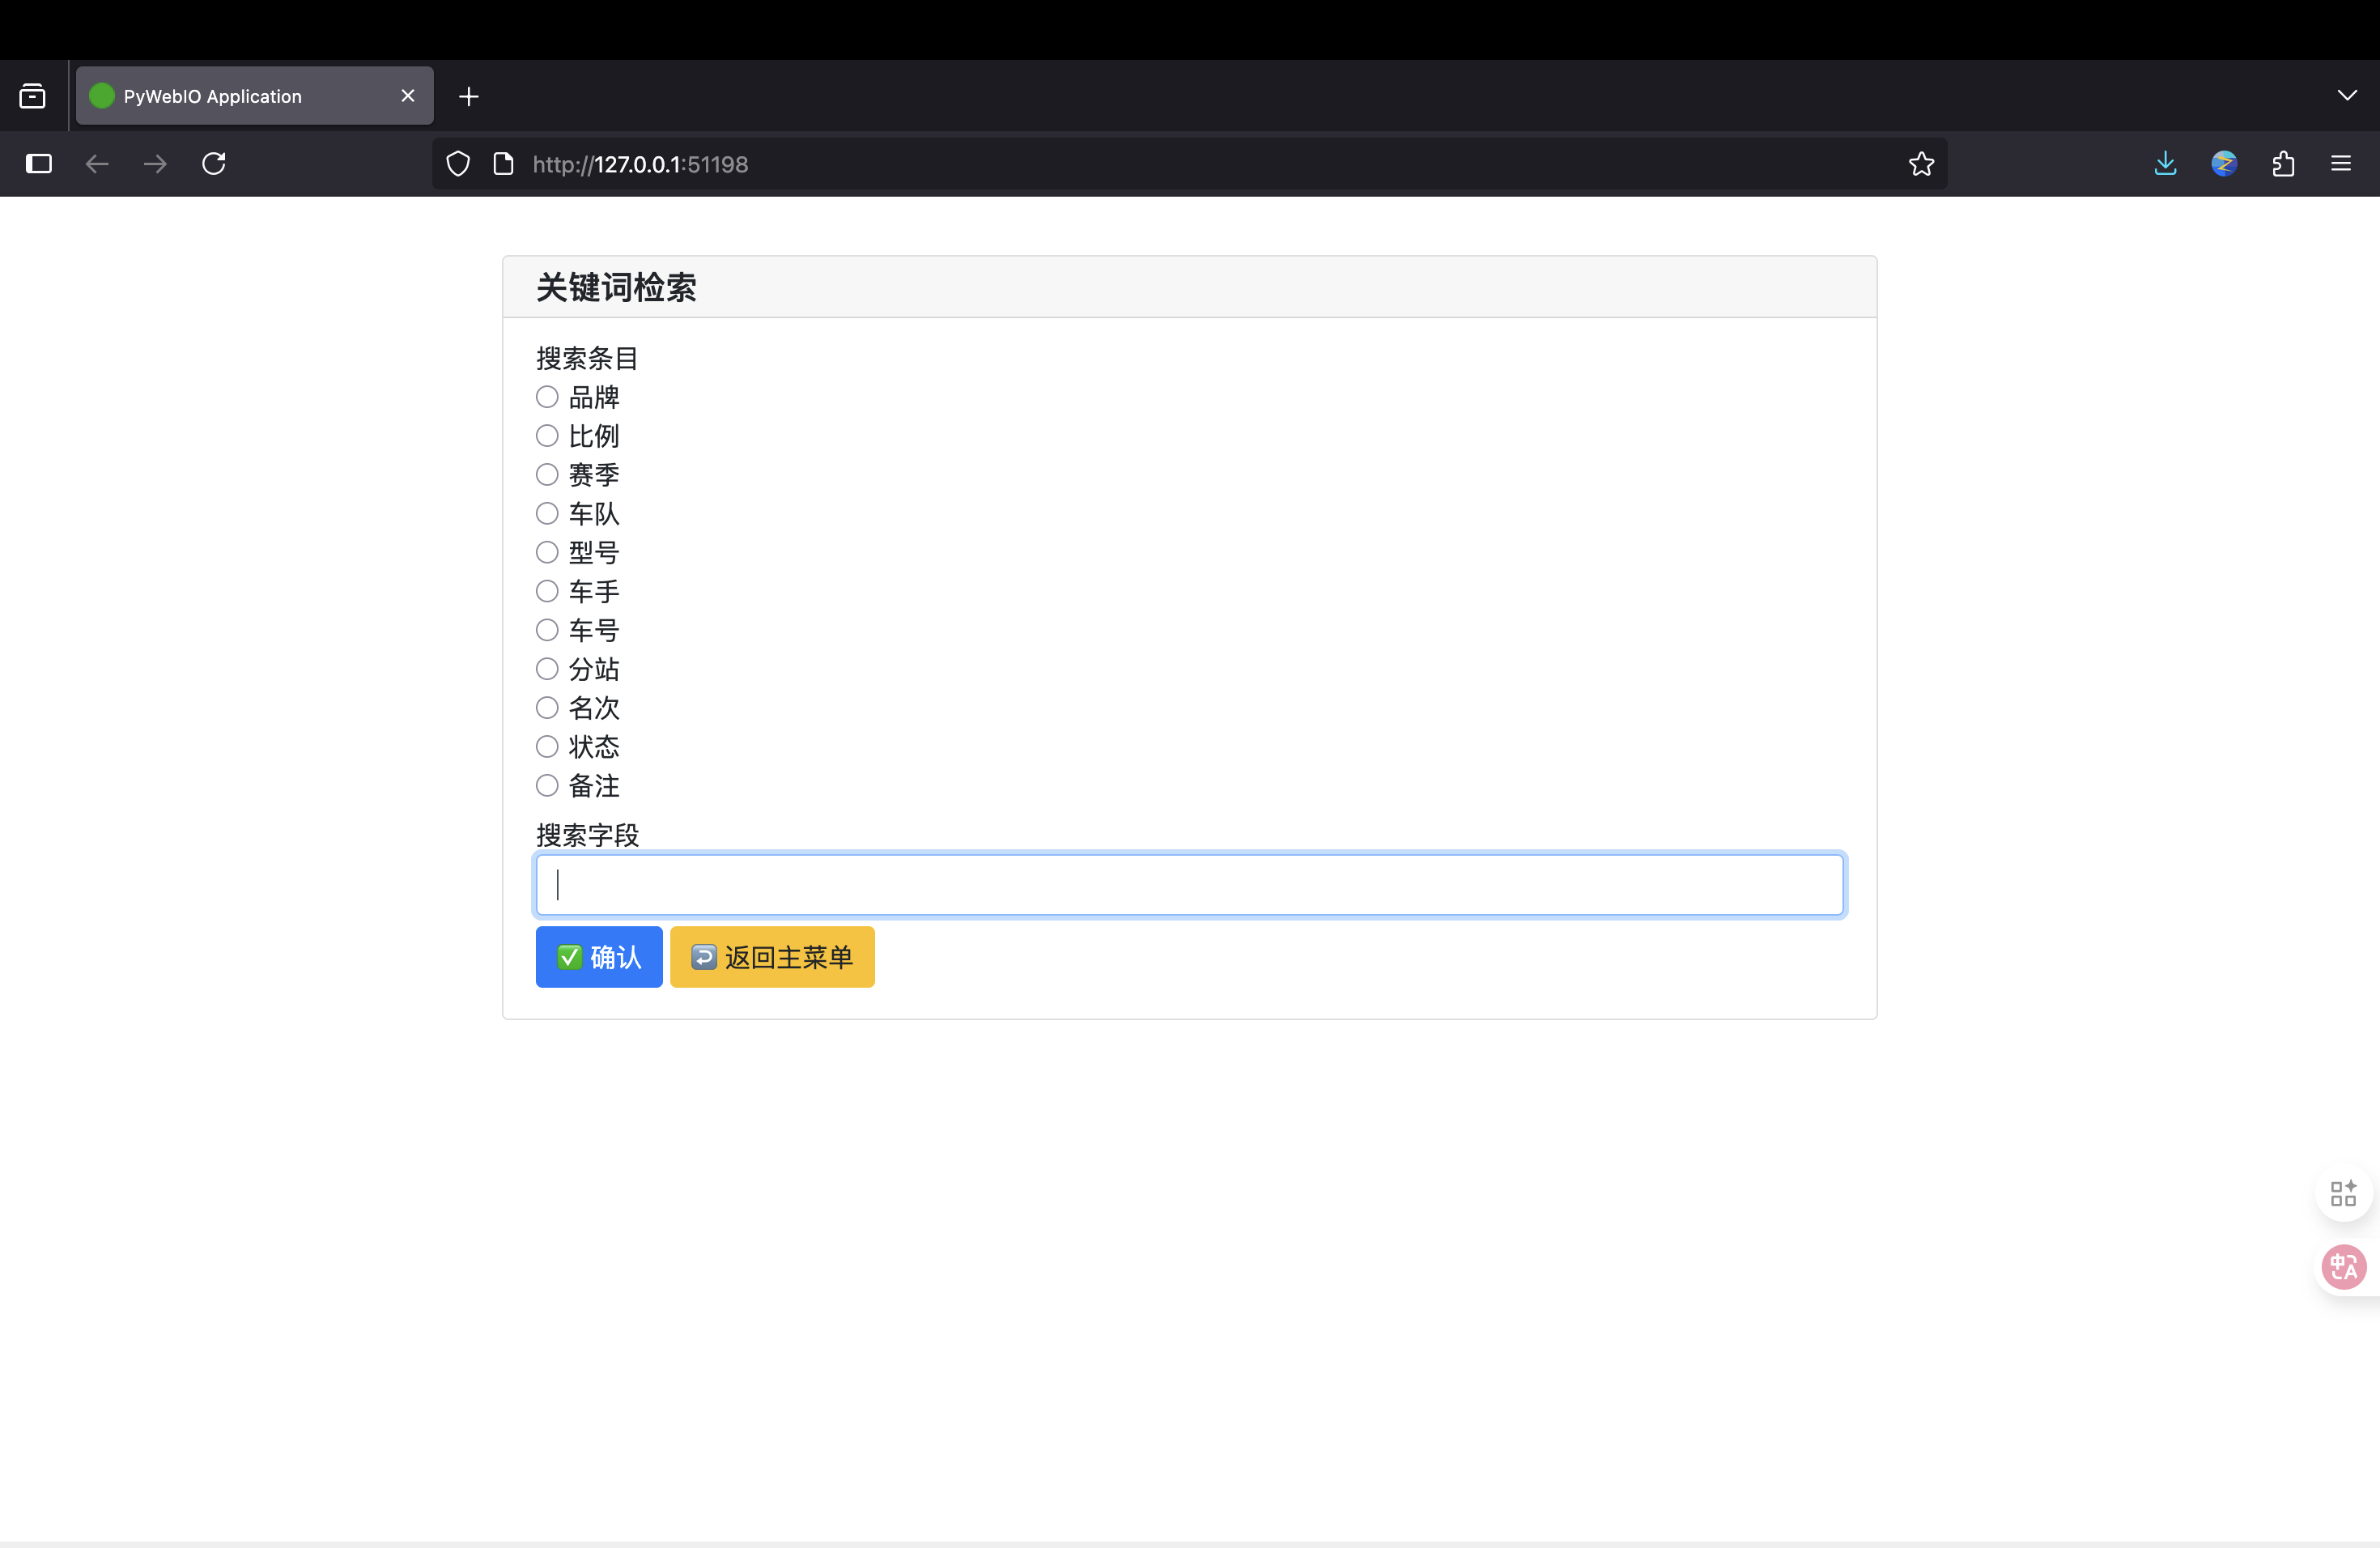 PyWebIO Application
http://127.0.0.1:51198
关键词检索
搜索条目
品牌
比例
赛季
车队
型号
车手
车号
分站
名次
状态
备注
搜索字段
✅ 确认
↩️ 返回主菜单
中A